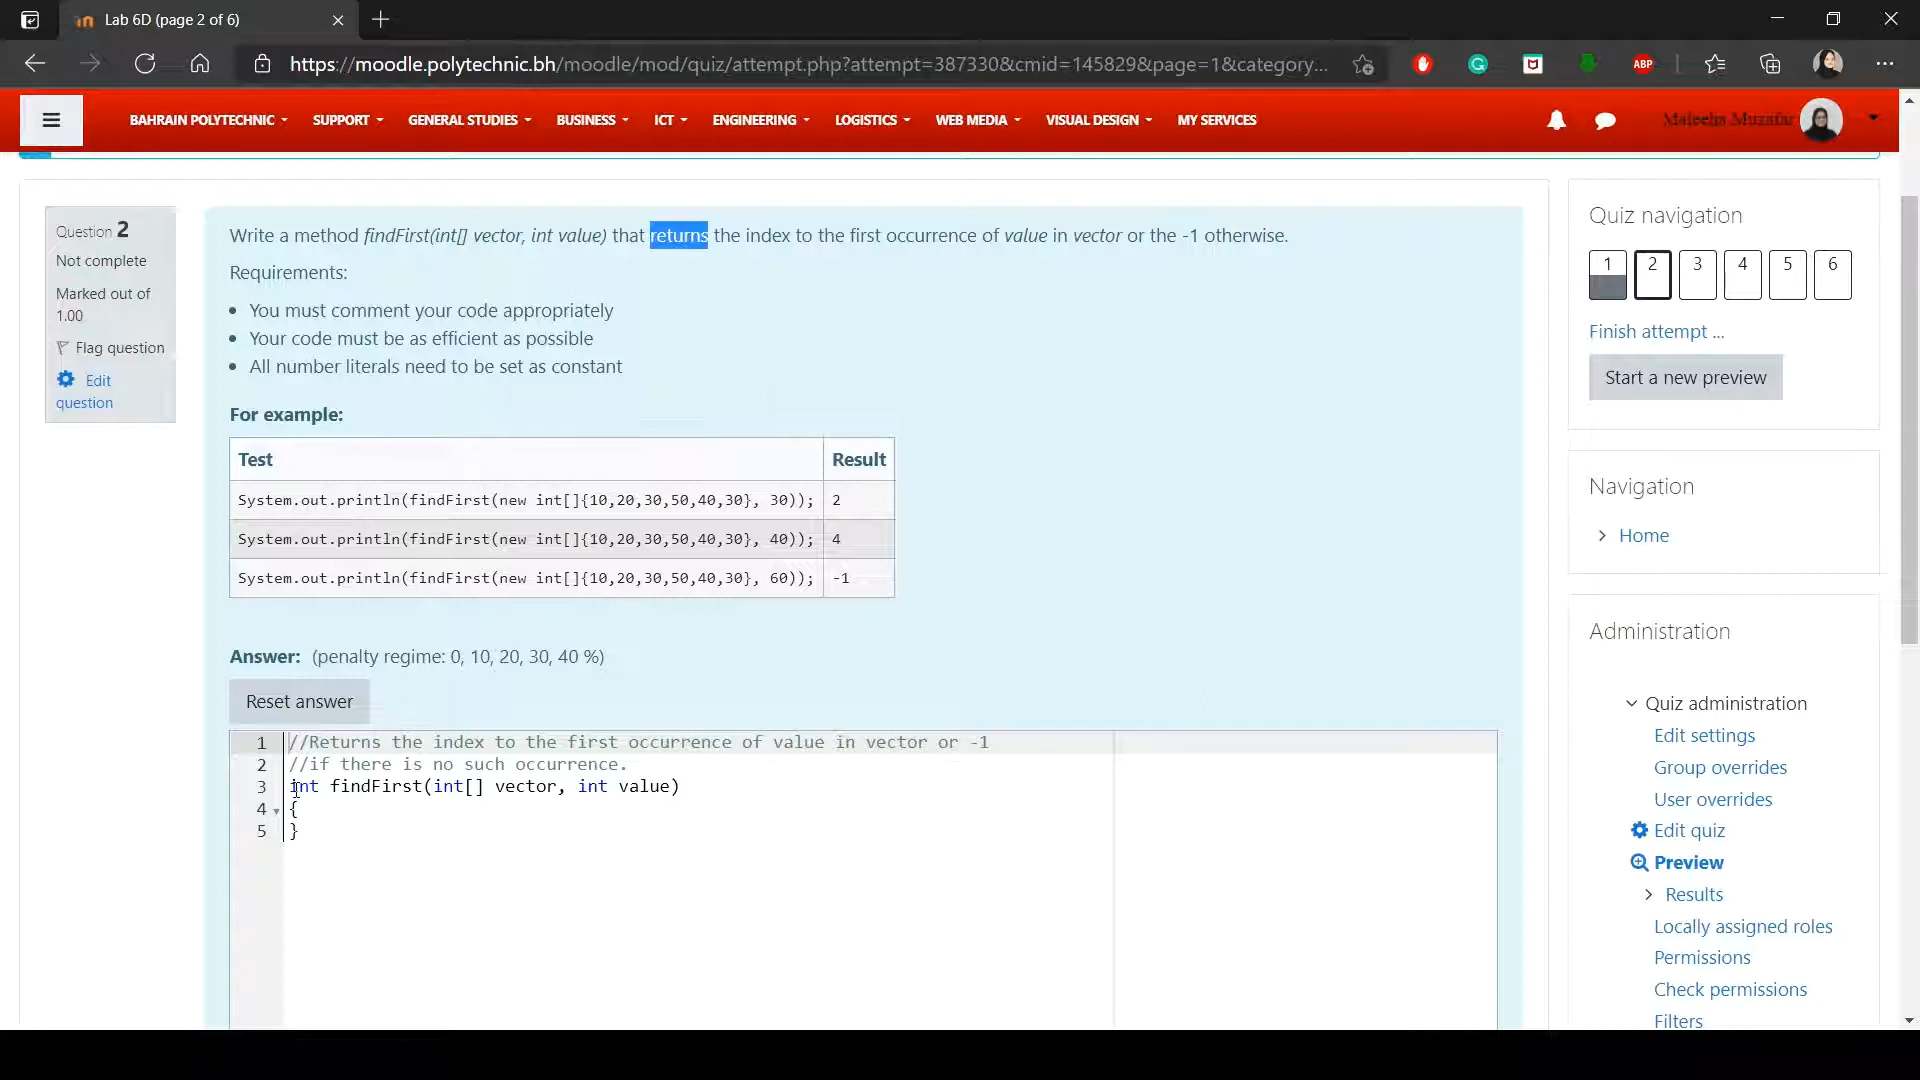 Lab 6D (page 2 of 6)
https://moodle.polytechnic.bh/moodle/mod/quiz/attempt.php?attempt=387330&cmid=145829&page=1&category...
ABP
BAHRAIN POLYTECHNIC SUPPORT GENERAL STUDIES BUSINESS ICT ENGINEERING LOGISTICS WEB MEDIA VISUAL DESIGN MY SERVICES
Maleeha Muzafar
Question 2
Not complete
Marked out of
1.00
Flag question
Edit
question
Write a method findFirst(int[] vector, int value) that returns the index to the first occurrence of value in vector or the -1 otherwise.
Requirements:
You must comment your code appropriately
Your code must be as efficient as possible
All number literals need to be set as constant
For example:
Test Result
System.out.println(findFirst(new int[]{10,20,30,50,40,30}, 30)); 2
System.out.println(findFirst(new int[]{10,20,30,50,40,30}, 40)); 4
System.out.println(findFirst(new int[]{10,20,30,50,40,30}, 60)); -1
Answer: (penalty regime: 0, 10, 20, 30, 40 %)
Reset answer
1 //Returns the index to the first occurrence of value in vector or -1
2 //if there is no such occurrence.
3 int findFirst(int[] vector, int value)
4 {
5 }
Quiz navigation
1 2 3 4 5 6
Finish attempt ...
Start a new preview
Navigation
Home
Administration
Quiz administration
Edit settings
Group overrides
User overrides
Edit quiz
Preview
Results
Locally assigned roles
Permissions
Check permissions
Filters